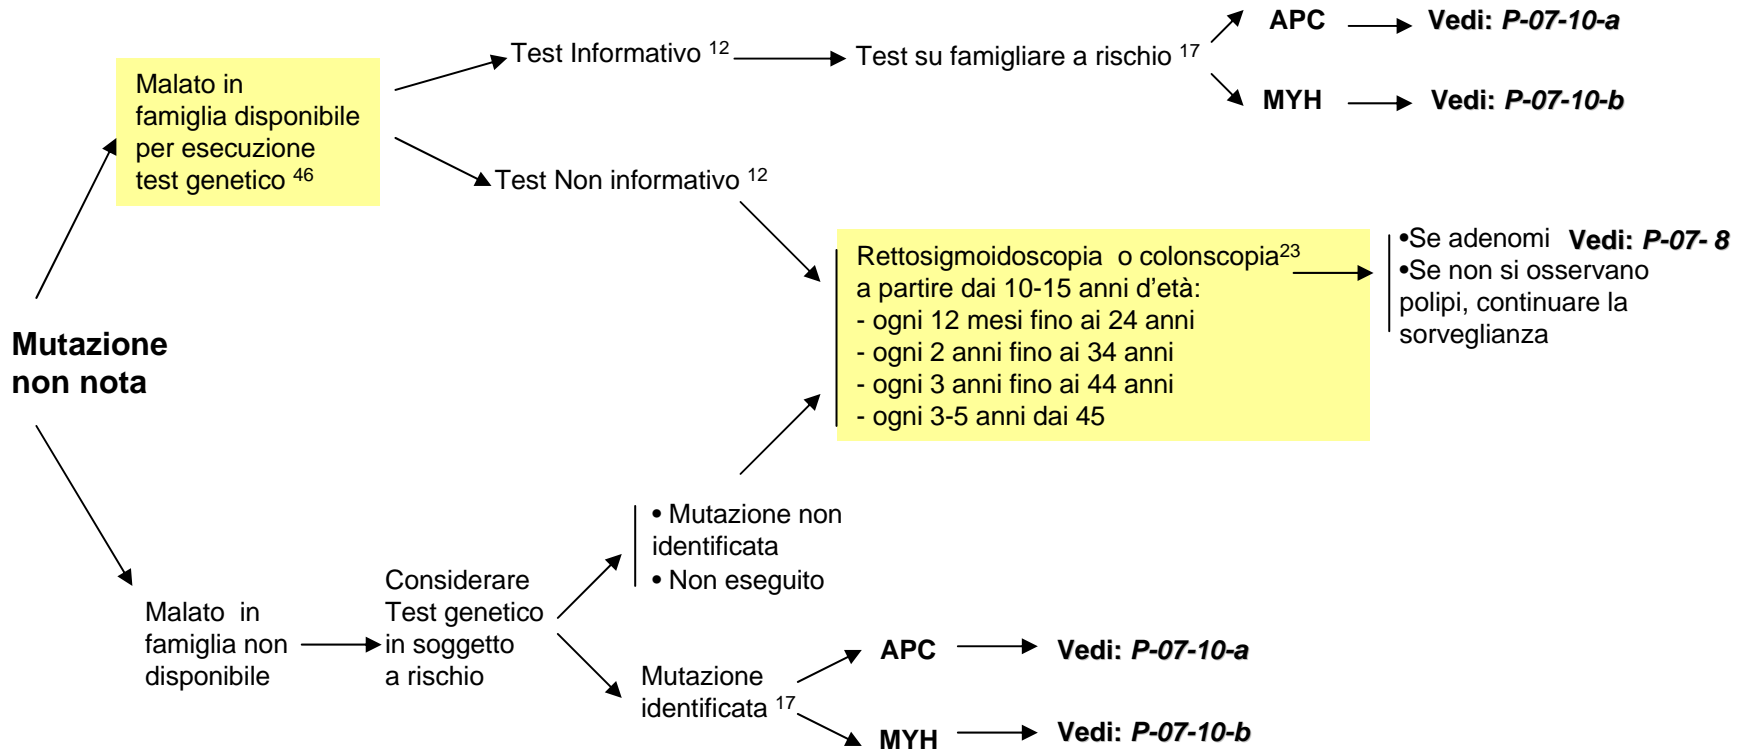 Mutazione
non nota
Malato in
famiglia disponibile
per esecuzione
test genetico 46
Test Informativo 12
Test su famigliare a rischio 17
APC
Vedi: P-07-10-a
MYH
Vedi: P-07-10-b
Test Non informativo 12
Rettosigmoidoscopia o colonscopia23
a partire dai 10-15 anni d'età:
- ogni 12 mesi fino ai 24 anni
- ogni 2 anni fino ai 34 anni
- ogni 3 anni fino ai 44 anni
- ogni 3-5 anni dai 45
•Se adenomi Vedi: P-07- 8
•Se non si osservano
polipi, continuare la
sorveglianza
Malato in
famiglia non
disponibile
Considerare
Test genetico
in soggetto
a rischio
• Mutazione non
identificata
• Non eseguito
Mutazione
identificata 17
APC
Vedi: P-07-10-a
MYH
Vedi: P-07-10-b